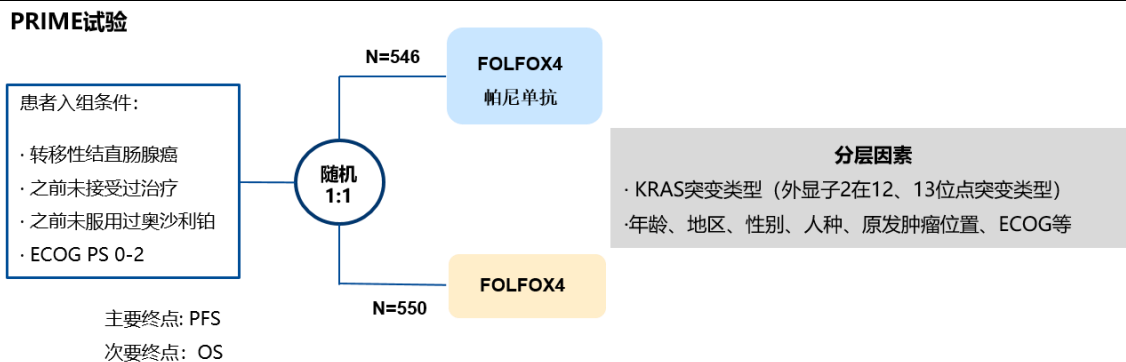 PRIME试验
患者入组条件：
· 转移性结直肠腺癌
· 之前未接受过治疗
· 之前未服用过奥沙利铂
· ECOG PS 0-2
随机
1:1
N=546
FOLFOX4
帕尼单抗
N=550
FOLFOX4
分层因素
· KRAS突变类型（外显子2在12、13位点突变类型）
·年龄、地区、性别、人种、原发肿瘤位置、ECOG等
主要终点: PFS
次要终点：OS